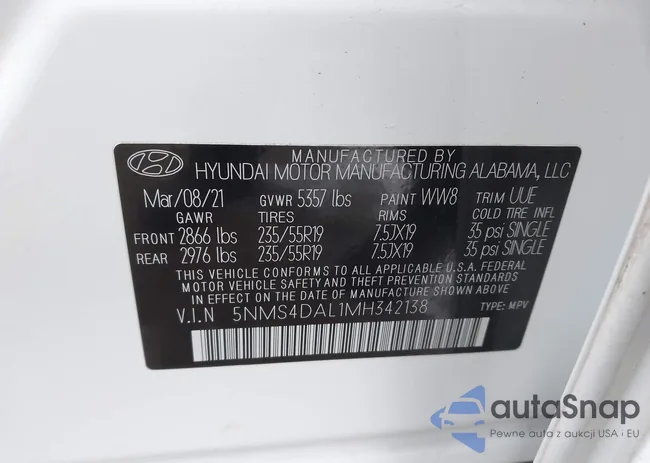 MANUFACTURED BY
HYUNDAI MOTOR MANUFACTURING ALABAMA, LLC
Mar/08/21 GVWR 5357 lbs PAINT WW8 TRIM UUE
GAWR TIRES RIMS COLD TIRE INFL
FRONT 2866 lbs 235/55R19 7.5JX19 35 psi SINGLE
REAR 2976 lbs 235/55R19 7.5JX19 35 psi SINGLE
THIS VEHICLE CONFORMS TO ALL APPLICABLE U.S.A. FEDERAL
MOTOR VEHICLE SAFETY AND THEFT PREVENTION STANDARDS
IN EFFECT ON THE DATE OF MANUFACTURE SHOWN ABOVE.
V.I.N 5NMS4DAL1MH342138 TYPE: MPV
autaSnap
Pewne auta z aukcji USA i EU